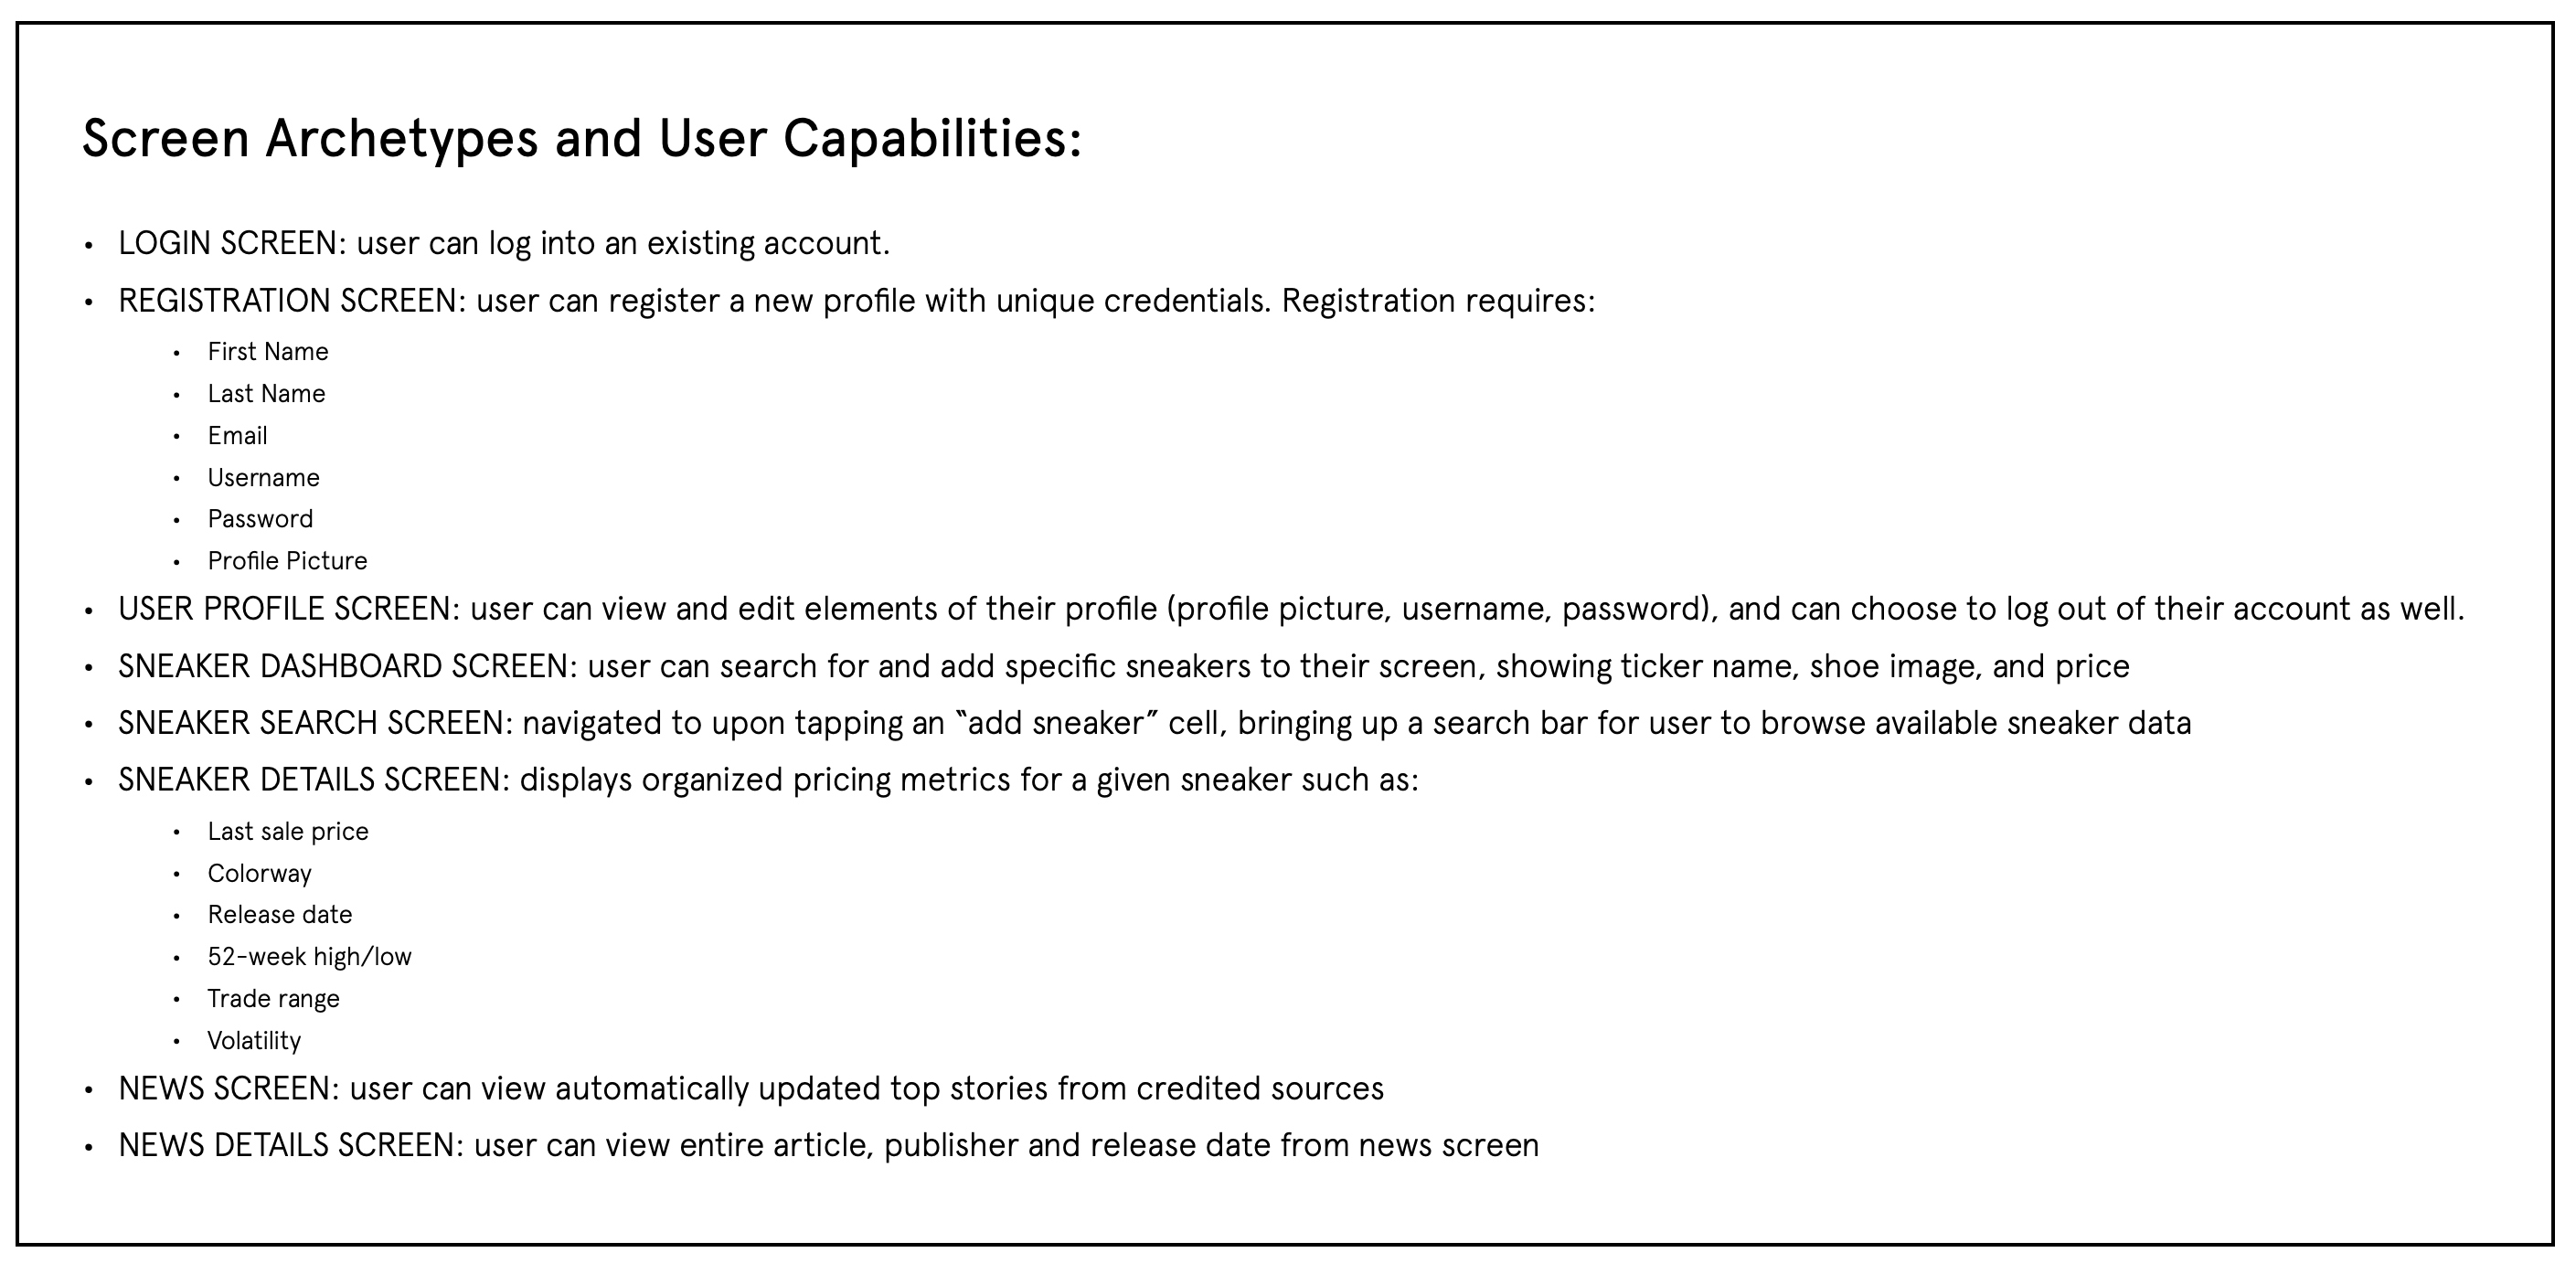 Screen Archetypes and User Capabilities:
• LOGIN SCREEN: user can log into an existing account.
• REGISTRATION SCREEN: user can register a new profile with unique credentials. Registration requires:
• First Name
• Last Name
• Email
• Username
• Password
• Profile Picture
• USER PROFILE SCREEN: user can view and edit elements of their profile (profile picture, username, password), and can choose to log out of their account as well.
• SNEAKER DASHBOARD SCREEN: user can search for and add specific sneakers to their screen, showing ticker name, shoe image, and price
• SNEAKER SEARCH SCREEN: navigated to upon tapping an “add sneaker” cell, bringing up a search bar for user to browse available sneaker data
• SNEAKER DETAILS SCREEN: displays organized pricing metrics for a given sneaker such as:
• Last sale price
• Colorway
• Release date
• 52-week high/low
• Trade range
• Volatility
• NEWS SCREEN: user can view automatically updated top stories from credited sources
• NEWS DETAILS SCREEN: user can view entire article, publisher and release date from news screen